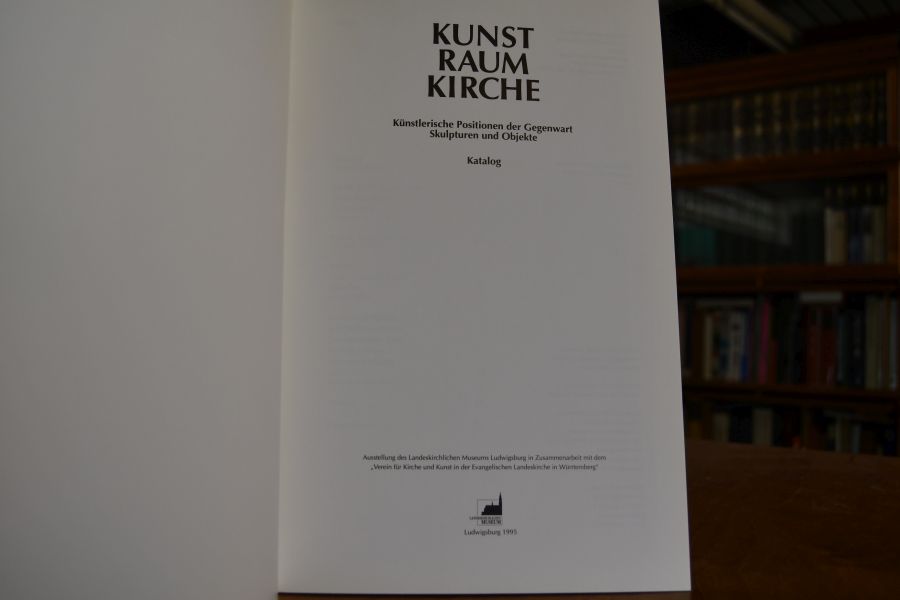 KUNST
RAUM
KIRCHE
Künstlerische Positionen der Gegenwart
Skulpturen und Objekte
Katalog
Ausstellung des Landeskirchlichen Museums Ludwigsburg in Zusammenarbeit mit dem
„Verein für Kirche und Kunst in der Evangelischen Landeskirche in Württemberg"
MUSEUM
Ludwigsburg 1995